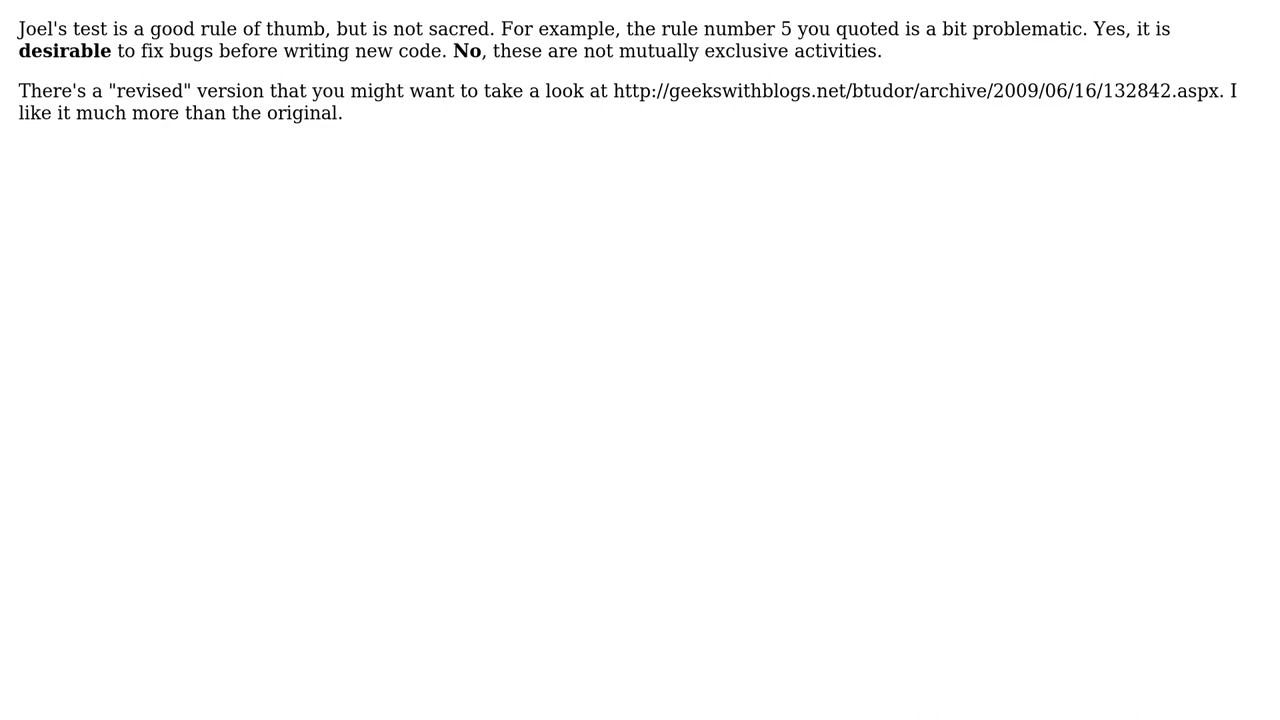 Joel's test is a good rule of thumb, but is not sacred. For example, the rule number 5 you quoted is a bit problematic. Yes, it is
desirable to fix bugs before writing new code. No, these are not mutually exclusive activities.
There's a "revised" version that you might want to take a look at http://geekswithblogs.net/btudor/archive/2009/06/16/132842.aspx. I
like it much more than the original.